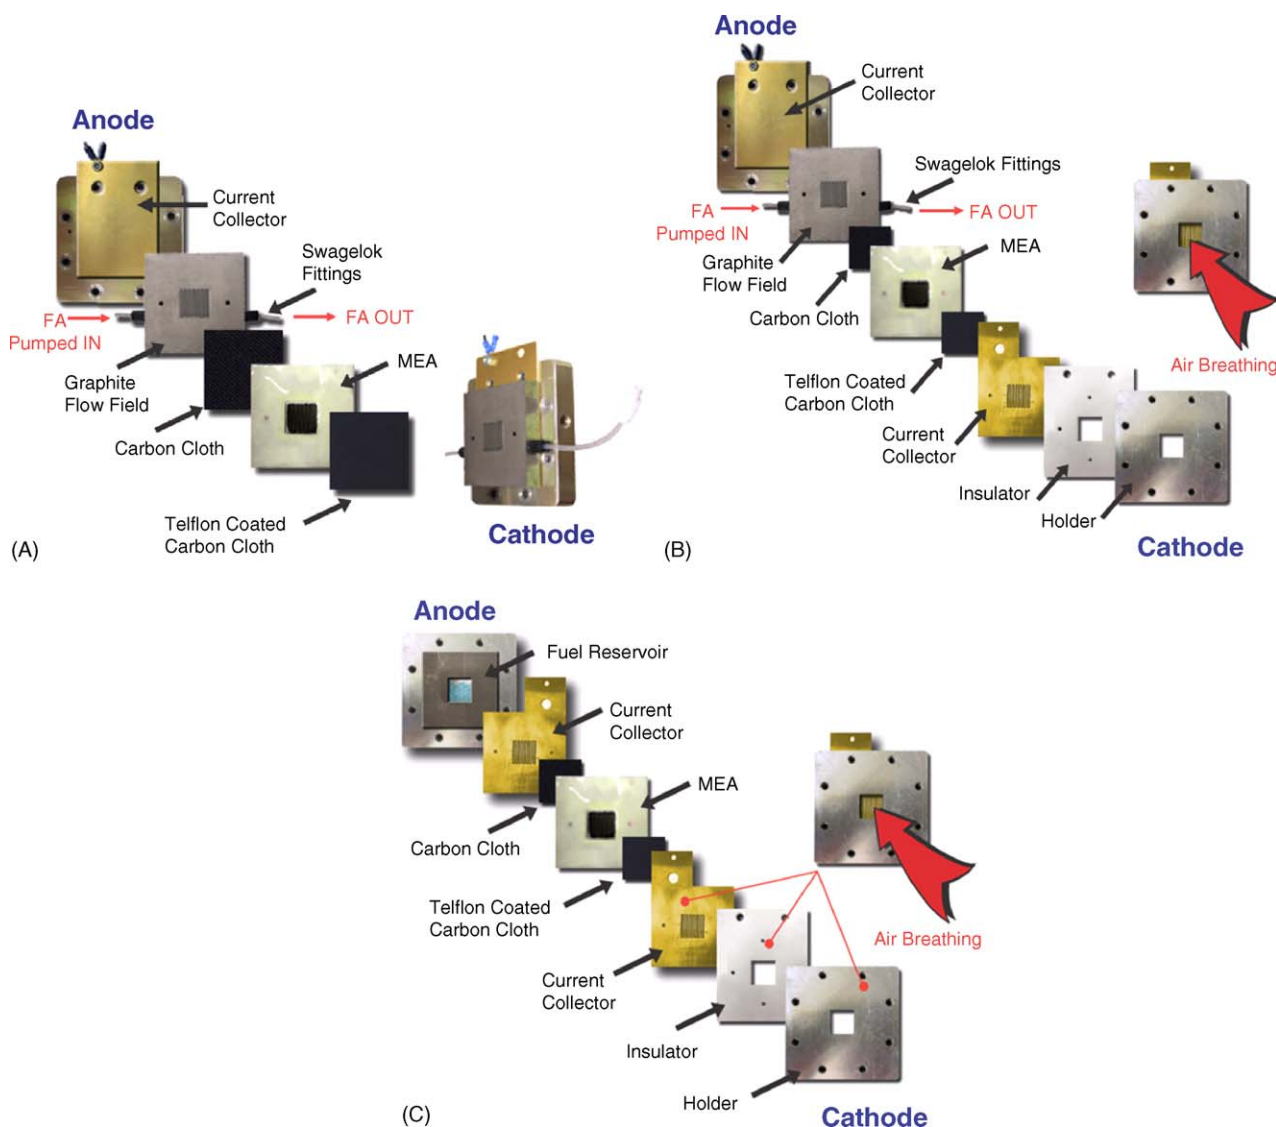 Anode
Current
Collector
Swagelok
Fittings
FA
Pumped IN
FA OUT
Graphite
Flow Field
MEA
Carbon Cloth
Telflon Coated
Carbon Cloth
Cathode
(A)
Anode
Current
Collector
Swagelok Fittings
FA
Pumped IN
FA OUT
MEA
Graphite
Flow Field
Carbon Cloth
Air Breathing
Telflon Coated
Carbon Cloth
Current
Collector
Insulator
Holder
Cathode
(B)
Anode
Fuel Reservoir
Current
Collector
MEA
Carbon Cloth
Telflon Coated
Carbon Cloth
Air Breathing
Current
Collector
Insulator
Holder
Cathode
(C)